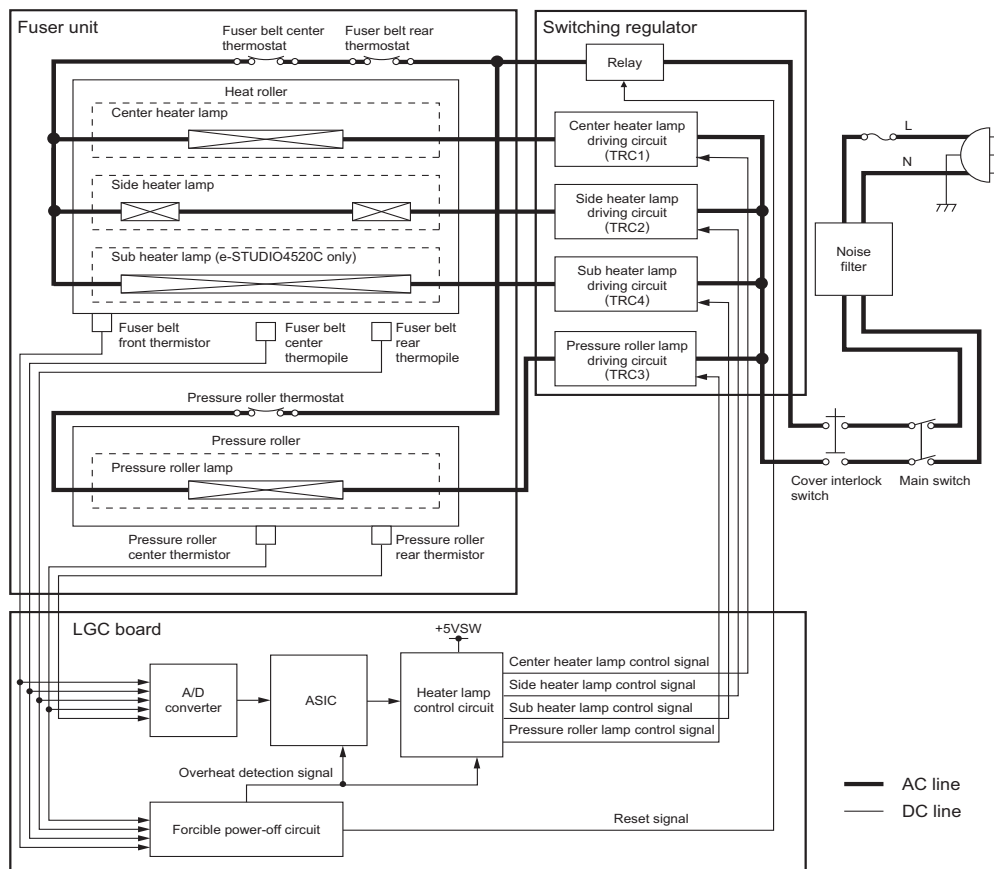 Fuser unit
Fuser belt center
thermostat
Fuser belt rear
thermostat
Heat roller
Center heater lamp
Side heater lamp
Sub heater lamp (e-STUDIO4520C only)
Fuser belt
front thermistor
Fuser belt
center
thermopile
Fuser belt
rear
thermopile
Pressure roller thermostat
Pressure roller
Pressure roller lamp
Pressure roller
center thermistor
Pressure roller
rear thermistor
Switching regulator
Relay
Center heater lamp
driving circuit
(TRC1)
Side heater lamp
driving circuit
(TRC2)
Sub heater lamp
driving circuit
(TRC4)
Pressure roller lamp
driving circuit
(TRC3)
L
N
Noise
filter
Cover interlock
switch
Main switch
LGC board
+5VSW
A/D
converter
ASIC
Heater lamp
control circuit
Center heater lamp control signal
Side heater lamp control signal
Sub heater lamp control signal
Pressure roller lamp control signal
Overheat detection signal
Forcible power-off circuit
Reset signal
AC line
DC line